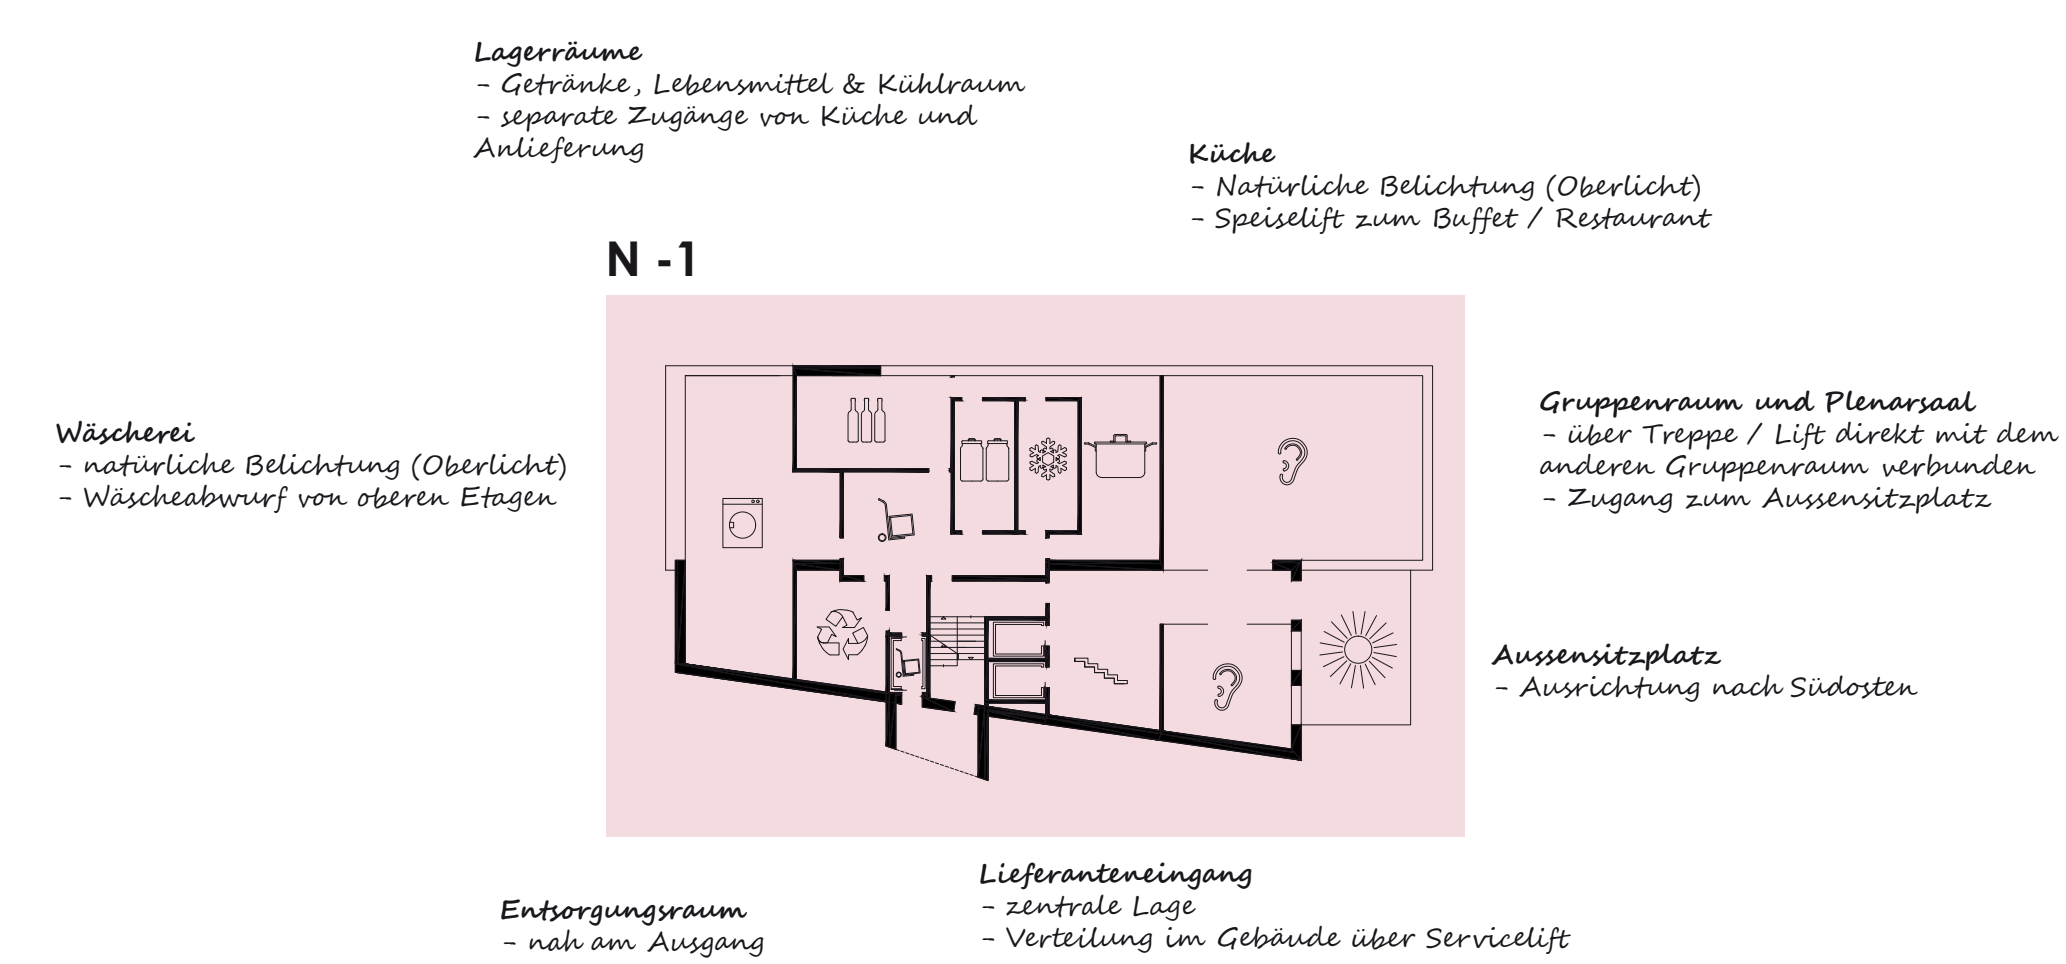 Lagerräume
- Getränke, Lebensmittel & Kühlraum
- separate Zugänge von Küche und
Anlieferung
Küche
- Natürliche Belichtung (Oberlicht)
- Speiselift zum Buffet / Restaurant
N -1
Wäscherei
- natürliche Belichtung (Oberlicht)
- Wäscheabwurf von oberen Etagen
Gruppenraum und Plenarsaal
- über Treppe / Lift direkt mit dem
anderen Gruppenraum verbunden
- Zugang zum Aussensitzplatz
Aussensitzplatz
- Ausrichtung nach Südosten
Entsorgungsraum
- nah am Ausgang
Lieferanteneingang
- zentrale Lage
- Verteilung im Gebäude über Servicelift